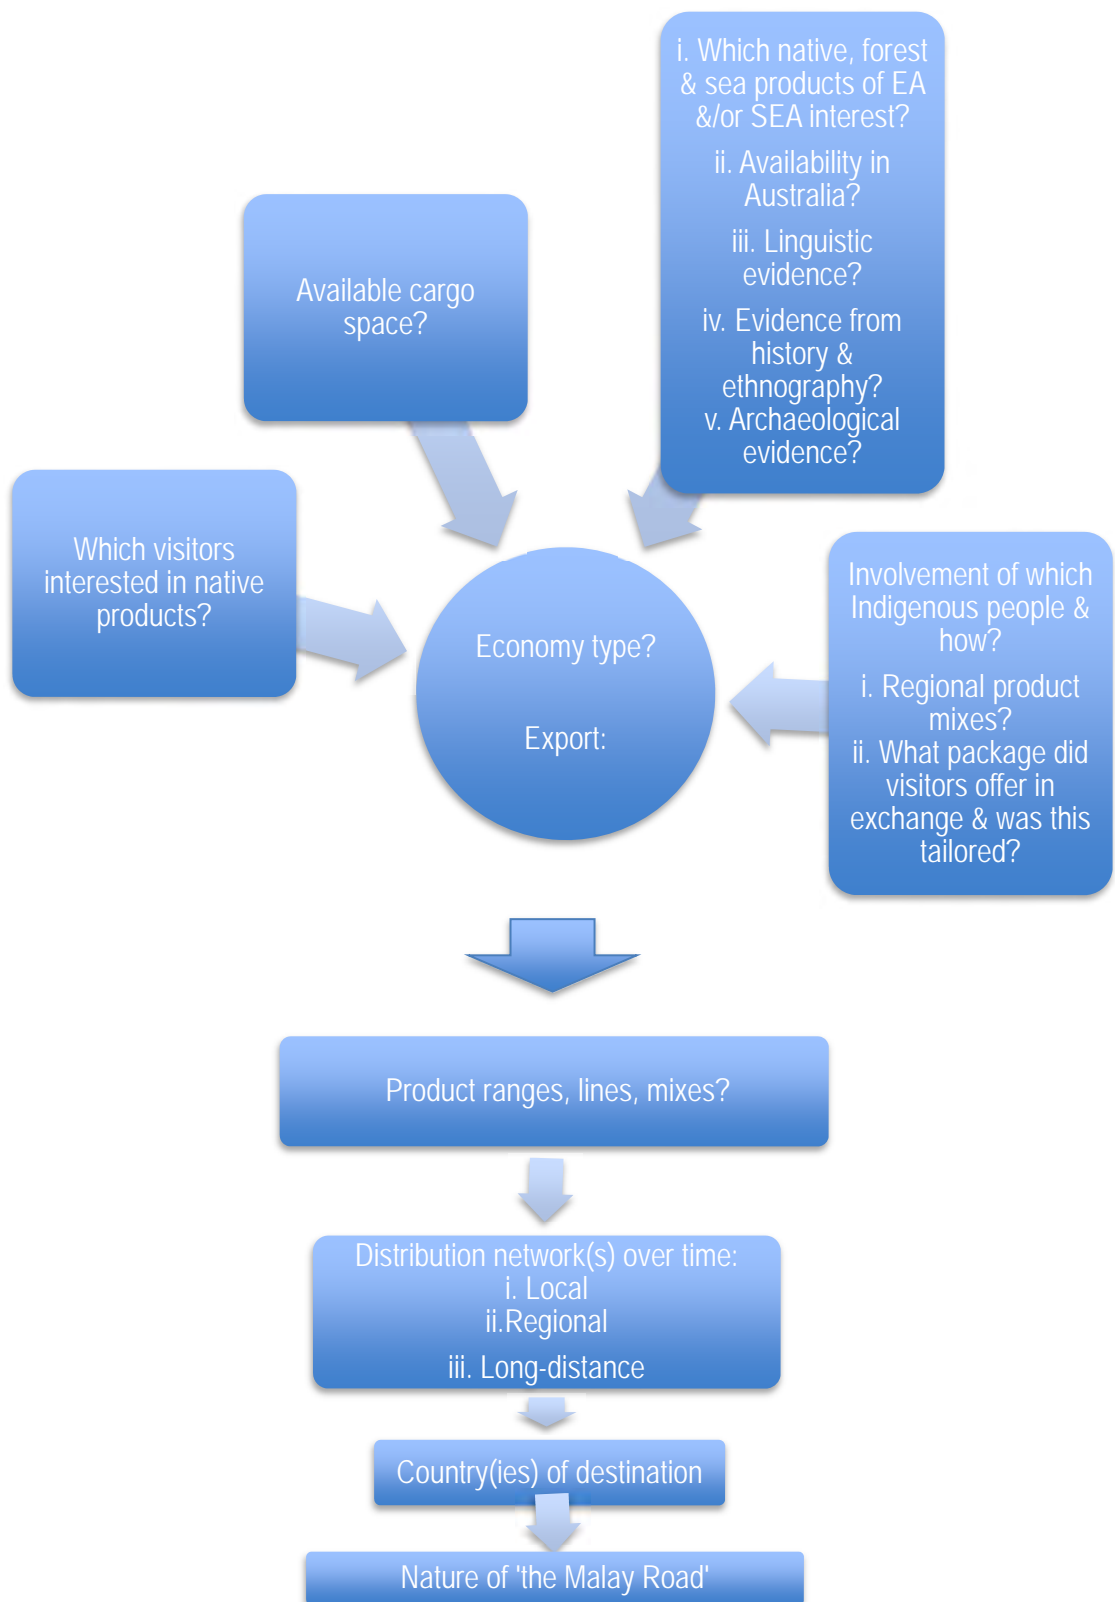 i. Which native, forest
& sea products of EA
&/or SEA interest?
ii. Availability in
Australia?
iii. Linguistic
evidence?
iv. Evidence from
history &
ethnography?
v. Archaeological
evidence?
Available cargo
space?
Which visitors
interested in native
products?
Involvement of which
Indigenous people &
how?
i. Regional product
mixes?
ii. What package did
visitors offer in
exchange & was this
tailored?
Economy type?
Export:
Product ranges, lines, mixes?
Distribution network(s) over time:
i. Local
ii.Regional
iii. Long-distance
Country(ies) of destination
Nature of 'the Malay Road'